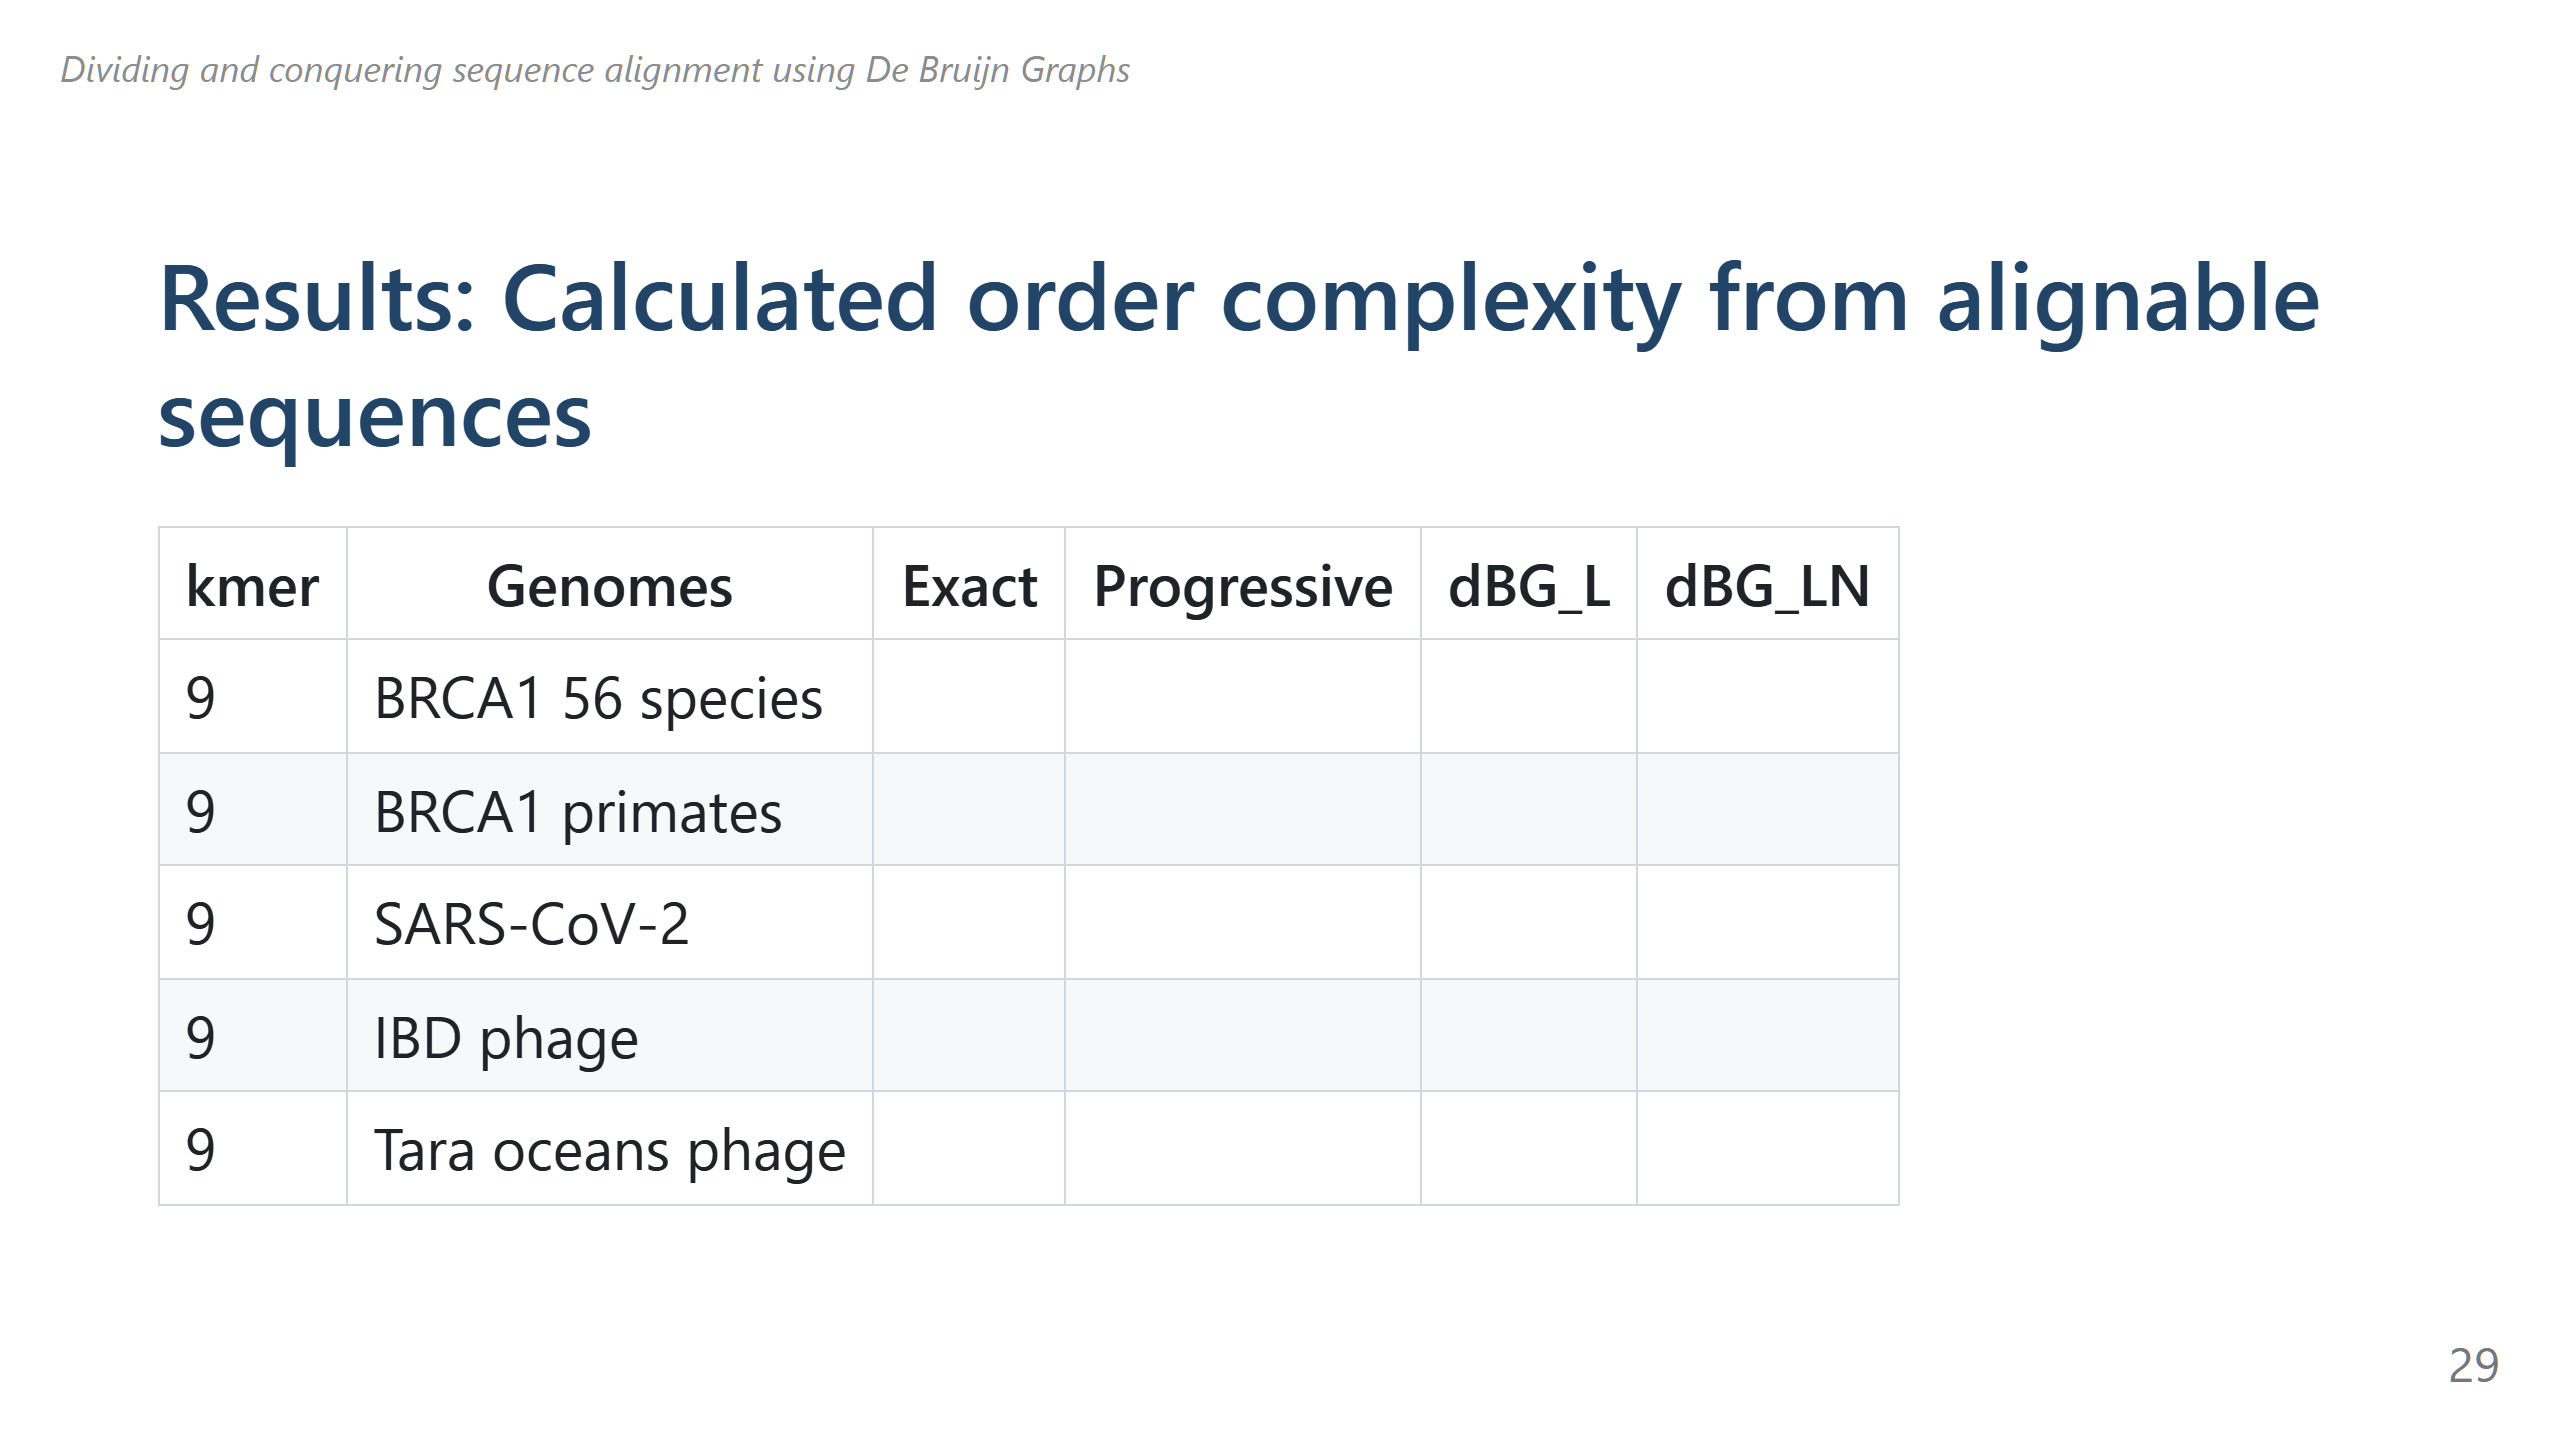 Dividing and conquering sequence alignment using De Bruijn Graphs
Results: Calculated order complexity from alignable
sequences
kmer Genomes Exact Progressive dBG_L dBG_LN
9 BRCA1 56 species
9 BRCA1 primates
9 SARS-CoV-2
9 IBD phage
9 Tara oceans phage
29